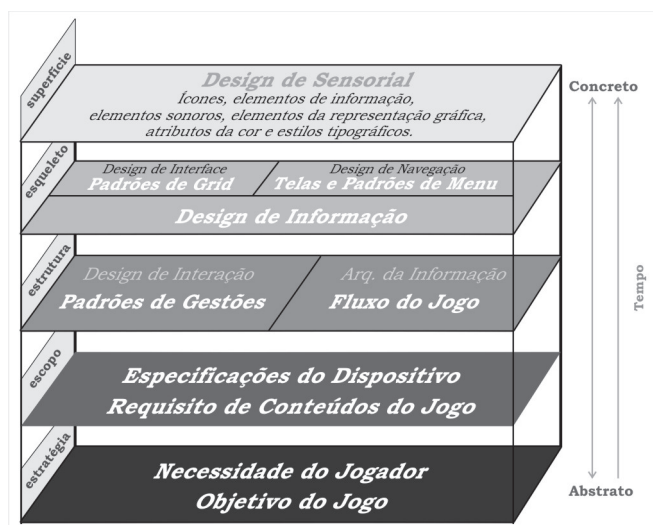 superfície
Design de Sensorial
Ícones, elementos de informação,
elementos sonoros, elementos da representação gráfica,
atributos da cor e estilos tipográficos.
Concreto
esqueleto
Design de Interface
Padrões de Grid
Design de Navegação
Telas e Padrões de Menu
Design de Informação
estrutura
Design de Interação
Padrões de Gestões
Arq. da Informação
Fluxo do Jogo
Tempo
escopo
Especificações do Dispositivo
Requisito de Conteúdos do Jogo
estratégia
Necessidade do Jogador
Objetivo do Jogo
Abstrato